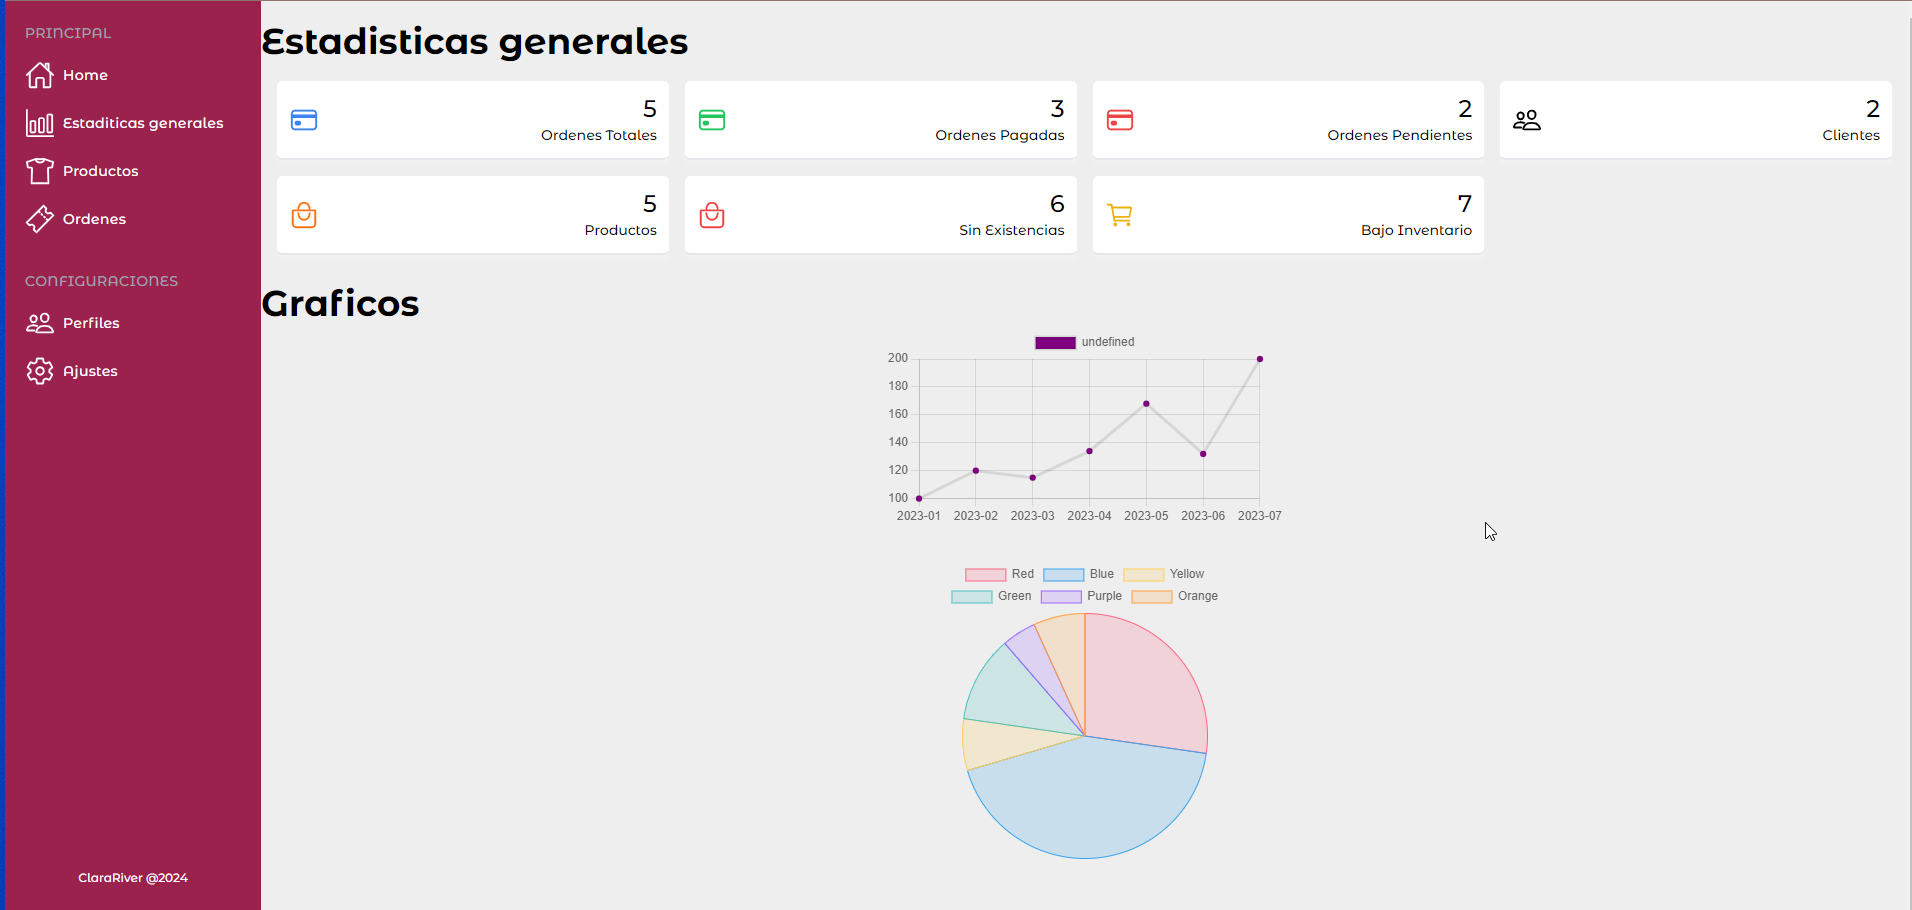 PRINCIPAL
Home
Estaditicas generales
Productos
Ordenes
CONFIGURACIONES
Perfiles
Ajustes
ClaraRiver @2024
Estadisticas generales
5
Ordenes Totales
3
Ordenes Pagadas
2
Ordenes Pendientes
2
Clientes
5
Productos
6
Sin Existencias
7
Bajo Inventario
Graficos
undefined
200
180
160
140
120
100
2023-01 2023-02 2023-03 2023-04 2023-05 2023-06 2023-07
Red Blue Yellow
Green Purple Orange